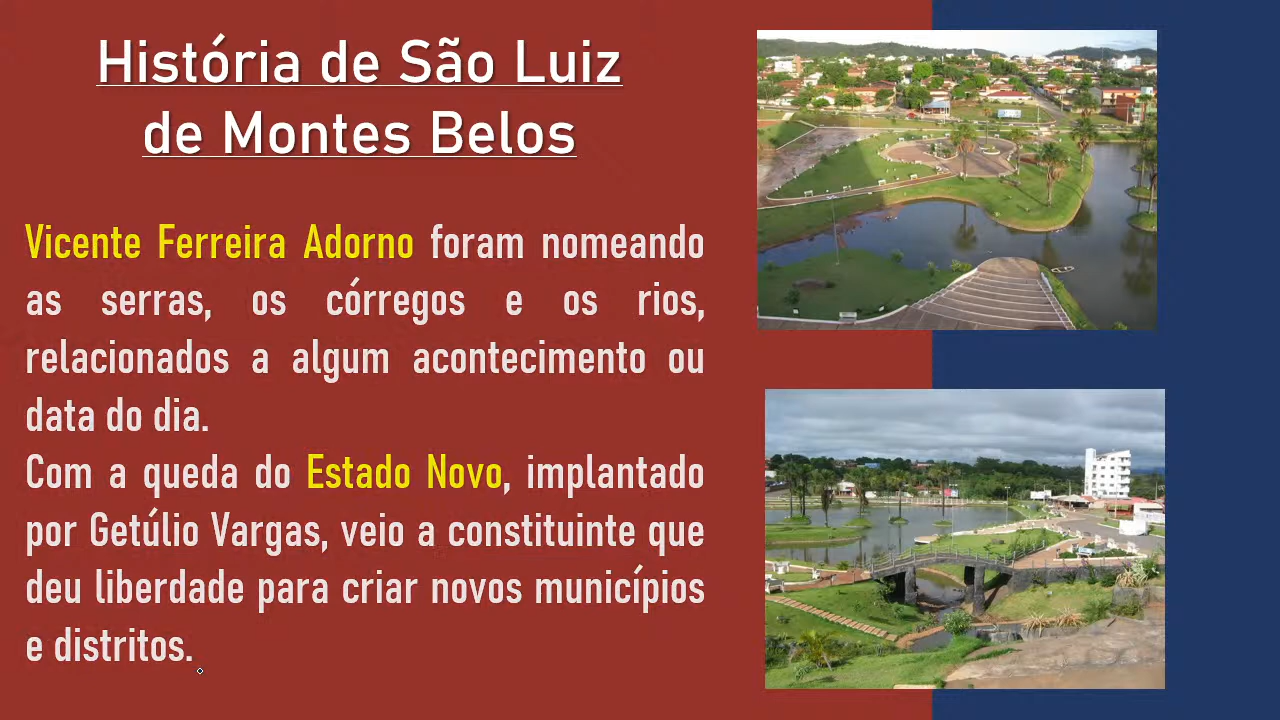 História de São Luiz
de Montes Belos
Vicente Ferreira Adorno foram nomeando
as serras, os córregos e os rios,
relacionados a algum acontecimento ou
data do dia.
Com a queda do Estado Novo, implantado
por Getúlio Vargas, veio a constituinte que
deu liberdade para criar novos municípios
e distritos.